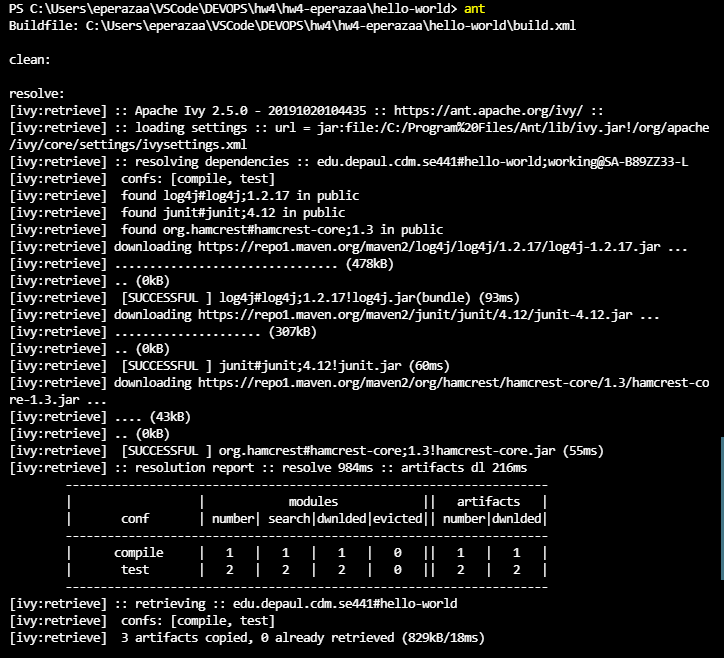 PS C:\Users\eperazaa\VSCode\DEVOPS\hw4\hw4-eperazaa\hello-world> ant
Buildfile: C:\Users\eperazaa\VSCode\DEVOPS\hw4\hw4-eperazaa\hello-world\build.xml
clean:
resolve:
[ivy:retrieve] :: Apache Ivy 2.5.0 - 20191020104435 :: https://ant.apache.org/ivy/ ::
[ivy:retrieve] :: loading settings :: url = jar:file:/C:/Program%20Files/Ant/lib/ivy.jar!/org/apache
/ivy/core/settings/ivysettings.xml
[ivy:retrieve] :: resolving dependencies :: edu.depaul.cdm.se441#hello-world;working@SA-B89ZZ33-L
[ivy:retrieve]  confs: [compile, test]
[ivy:retrieve]  found log4j#log4j;1.2.17 in public
[ivy:retrieve]  found junit#junit;4.12 in public
[ivy:retrieve]  found org.hamcrest#hamcrest-core;1.3 in public
[ivy:retrieve] downloading https://repo1.maven.org/maven2/log4j/log4j/1.2.17/log4j-1.2.17.jar ...
[ivy:retrieve] ................................ (478kB)
[ivy:retrieve] .. (0kB)
[ivy:retrieve]  [SUCCESSFUL ] log4j#log4j;1.2.17!log4j.jar(bundle) (93ms)
[ivy:retrieve] downloading https://repo1.maven.org/maven2/junit/junit/4.12/junit-4.12.jar ...
[ivy:retrieve] ..................... (307kB)
[ivy:retrieve] .. (0kB)
[ivy:retrieve]  [SUCCESSFUL ] junit#junit;4.12!junit.jar (60ms)
[ivy:retrieve] downloading https://repo1.maven.org/maven2/org/hamcrest/hamcrest-core/1.3/hamcrest-co
re-1.3.jar ...
[ivy:retrieve] .... (43kB)
[ivy:retrieve] .. (0kB)
[ivy:retrieve]  [SUCCESSFUL ] org.hamcrest#hamcrest-core;1.3!hamcrest-core.jar (55ms)
[ivy:retrieve] :: resolution report :: resolve 984ms :: artifacts dl 216ms
---------------------------------------------------------------------
|                  |            modules            ||   artifacts   |
|       conf       | number| search|dwnlded|evicted|| number|dwnlded|
---------------------------------------------------------------------
|      compile     |   1   |   1   |   1   |   0   ||   1   |   1   |
|       test       |   2   |   2   |   2   |   0   ||   2   |   2   |
---------------------------------------------------------------------
[ivy:retrieve] :: retrieving :: edu.depaul.cdm.se441#hello-world
[ivy:retrieve]  confs: [compile, test]
[ivy:retrieve]  3 artifacts copied, 0 already retrieved (829kB/18ms)